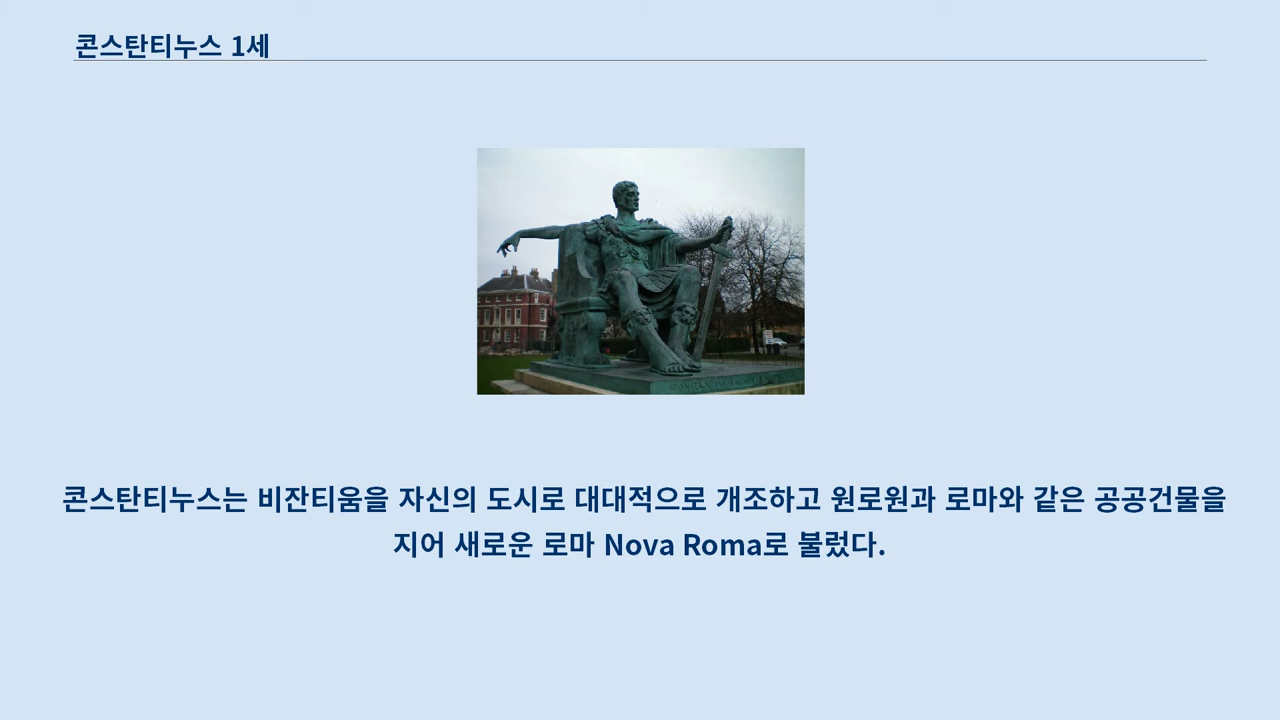 콘스탄티누스 1세
콘스탄티누스는 비잔티움을 자신의 도시로 대대적으로 개조하고 원로원과 로마와 같은 공공건물을
지어 새로운 로마 Nova Roma로 불렀다.